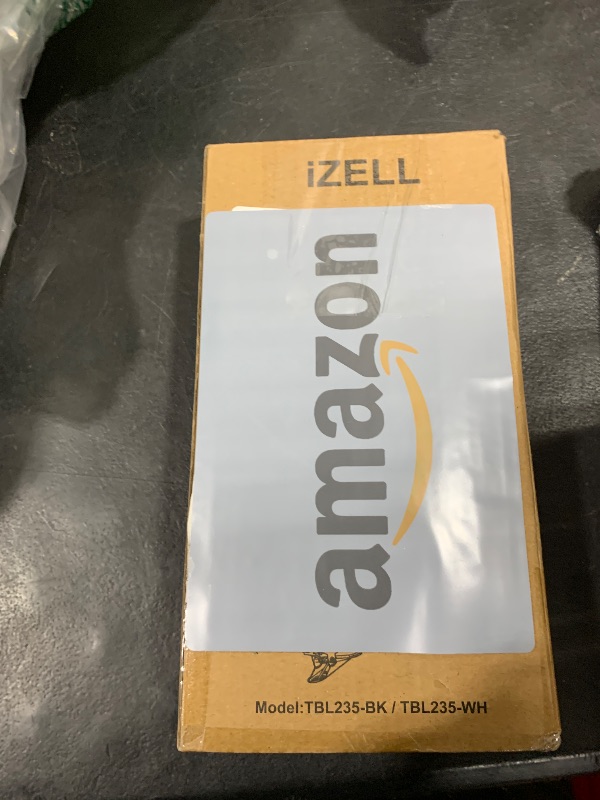 iZELL
amazon
Model:TBL235-BK / TBL235-WH